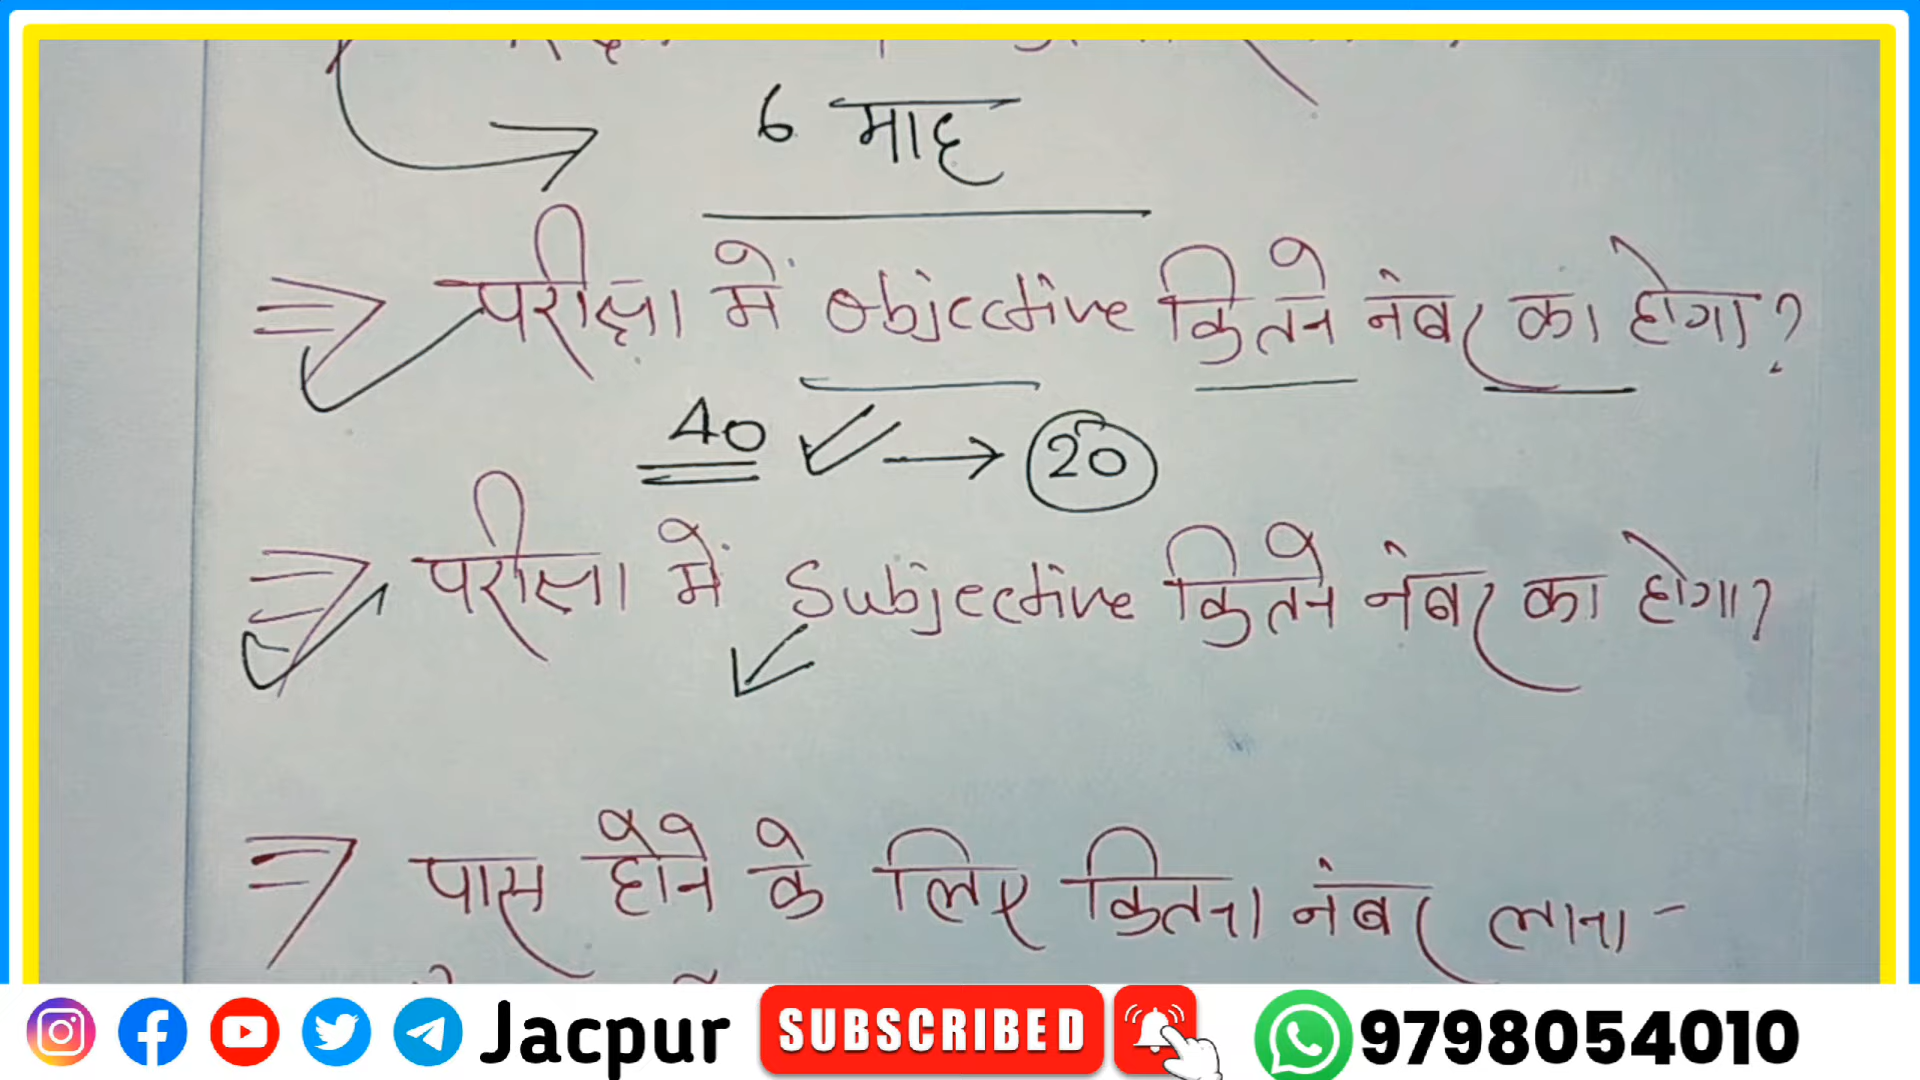 6 माह
परीक्षा में objective कितने नंबर का होगा?
40 → 20
परीक्षा में Subjective कितने नंबर का होगा?
पास होने के लिए कितना नंबर लाना -
Jacpur SUBSCRIBED 9798054010